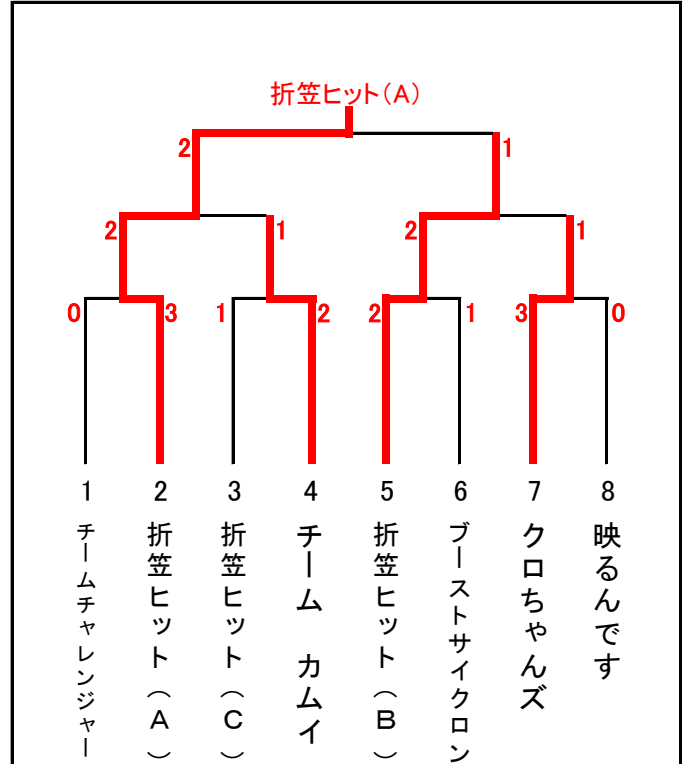 折笠ヒット(A)
2 1
2 1 2 1
0 3 1 2 2 1 3 0
1 2 3 4 5 6 7 8
チームチャレンジャー
折笠ヒット(A)
折笠ヒット(C)
チーム カムイ
折笠ヒット(B)
ブーストサイクロン
クロちゃんズ
映るんです